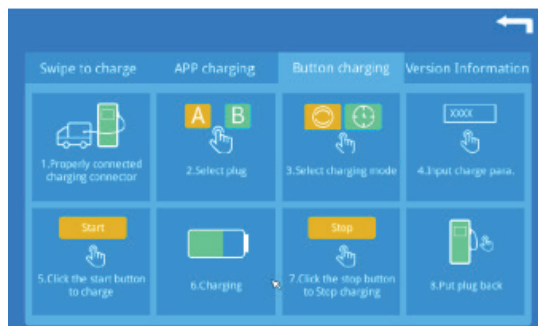 Swipe to charge
APP charging
Button charging
Version Information
A B
XXXX
1.Properly connected
charging connector
2.Select plug
3.Select charging mode
4.Input charge para.
Start
Stop
5.Click the start button
to charge
6.Charging
7.Click the stop button
to Stop charging
8.Put plug back